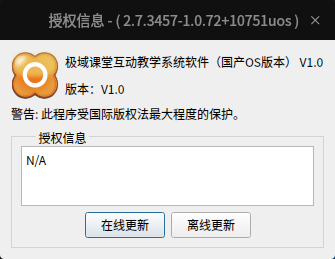 授权信息 - ( 2.7.3457-1.0.72+10751uos )
极域课堂互动教学系统软件（国产OS版本） V1.0
版本：V1.0
警告: 此程序受国际版权法最大程度的保护。
授权信息
N/A
在线更新
离线更新